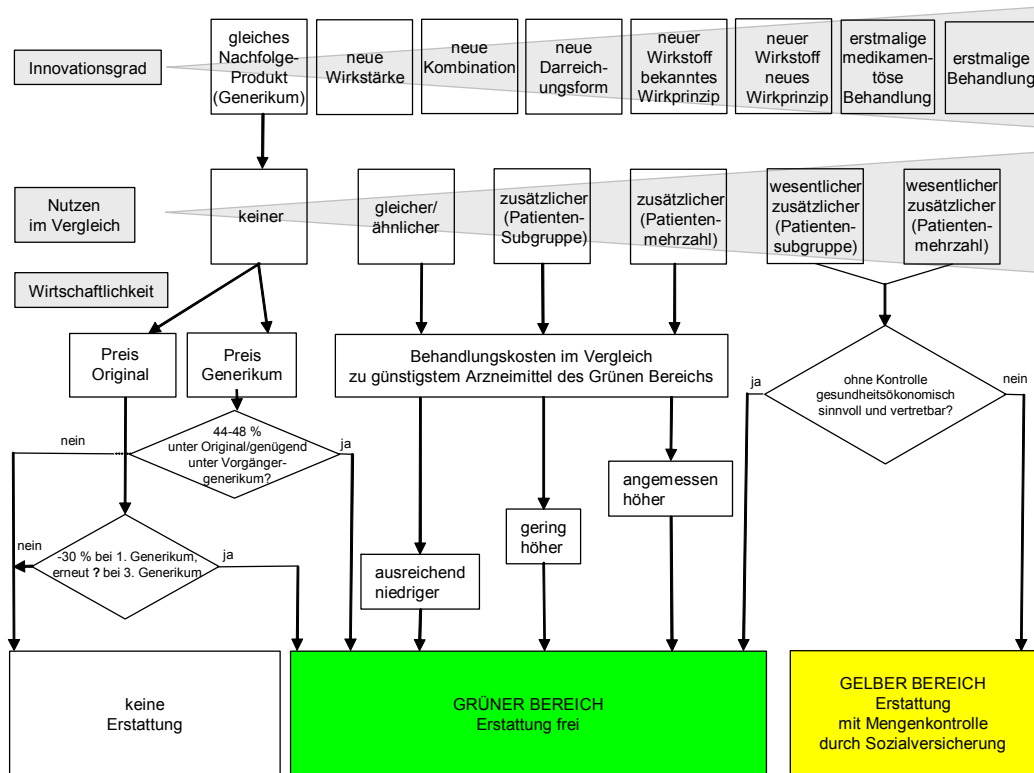 Innovationsgrad
gleiches
Nachfolge-
Produkt
(Generikum)
neue
Wirkstärke
neue
Kombination
neue
Darreich-
ungsform
neuer
Wirkstoff
bekanntes
Wirkprinzip
neuer
Wirkstoff
neues
Wirkprinzip
erstmalige
medikamen-
töse
Behandlung
erstmalige
Behandlung
Nutzen
im Vergleich
keiner
gleicher/
ähnlicher
zusätzlicher
(Patienten-
Subgruppe)
zusätzlicher
(Patienten-
mehrzahl)
wesentlicher
zusätzlicher
(Patienten-
subgruppe)
wesentlicher
zusätzlicher
(Patienten-
mehrzahl)
Wirtschaftlichkeit
Preis
Original
Preis
Generikum
Behandlungskosten im Vergleich
zu günstigstem Arzneimittel des Grünen Bereichs
ja
ohne Kontrolle
gesundheitsökonomisch
sinnvoll und vertretbar?
nein
nein
44-48 %
unter Original/genügend
unter Vorgänger-
generikum?
ja
angemessen
höher
gering
höher
nein
-30 % bei 1. Generikum,
erneut ? bei 3. Generikum
ja
ausreichend
niedriger
keine
Erstattung
GRÜNER BEREICH
Erstattung frei
GELBER BEREICH
Erstattung
mit Mengenkontrolle
durch Sozialversicherung